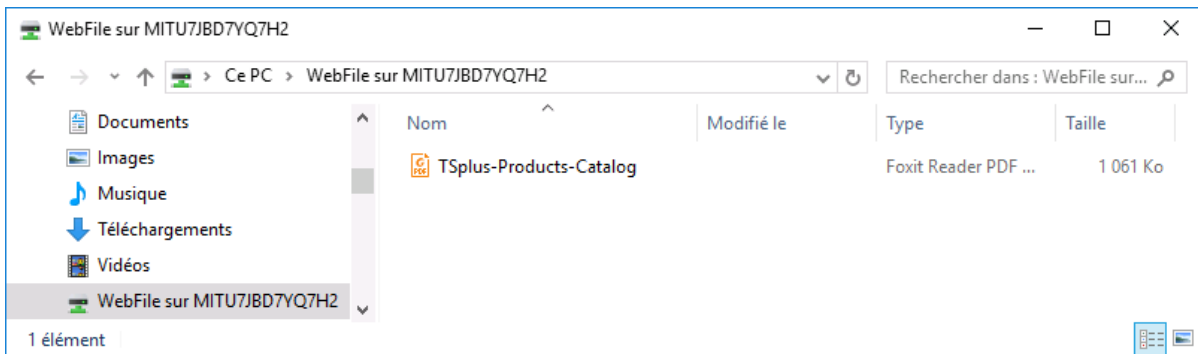 WebFile sur MITU7JBD7YQ7H2
Ce PC > WebFile sur MITU7JBD7YQ7H2
Rechercher dans : WebFile sur...
Documents
Images
Musique
Téléchargements
Vidéos
WebFile sur MITU7JBD7YQ7H2
Nom Modifié le Type Taille
TSplus-Products-Catalog Foxit Reader PDF ... 1 061 Ko
1 élément